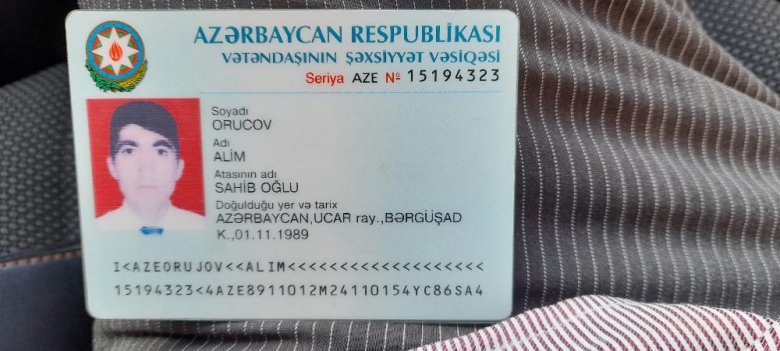 AZƏRBAYCAN RESPUBLİKASI
VƏTƏNDAŞININ ŞƏXSİYYƏT VƏSİQƏSİ
Seriya AZE № 15194323
Soyadı
ORUCOV
Adı
ALİM
Atasının adı
SAHİB OĞLU
Doğulduğu yer və tarix
AZƏRBAYCAN,UCAR ray.,BƏRGÜŞAD
K.,01.11.1989
I<AZEORUJOV<<ALIM<<<<<<<<<<<<<<<<<<<
15194323<4AZE8911012M24110154YC86SA4